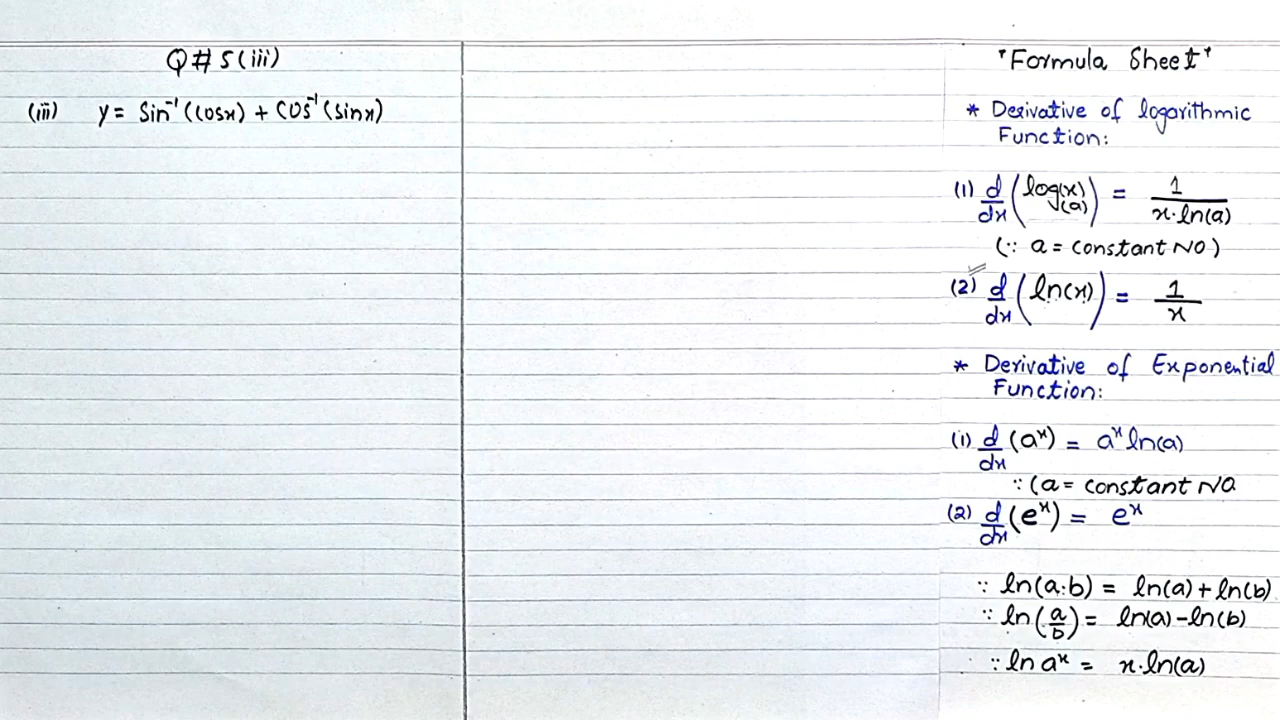 Q # 5(iii)
(iii) y = Sin⁻¹(cosx) + Cos⁻¹(sinx)
"Formula Sheet"
* Derivative of logarithmic
Function:
(1) d/dx (log(x)(a)) = 1/(x·ln(a))
(∵ a = constant NO)
(2) d/dx (ln(x)) = 1/x
* Derivative of Exponential
Function:
(1) d/dx (aˣ) = aˣ ln(a)
∵ (a = constant NO
(2) d/dx (eˣ) = eˣ
∵ ln(a·b) = ln(a) + ln(b)
∵ ln(a/b) = ln(a) - ln(b)
∵ ln aˣ = x·ln(a)